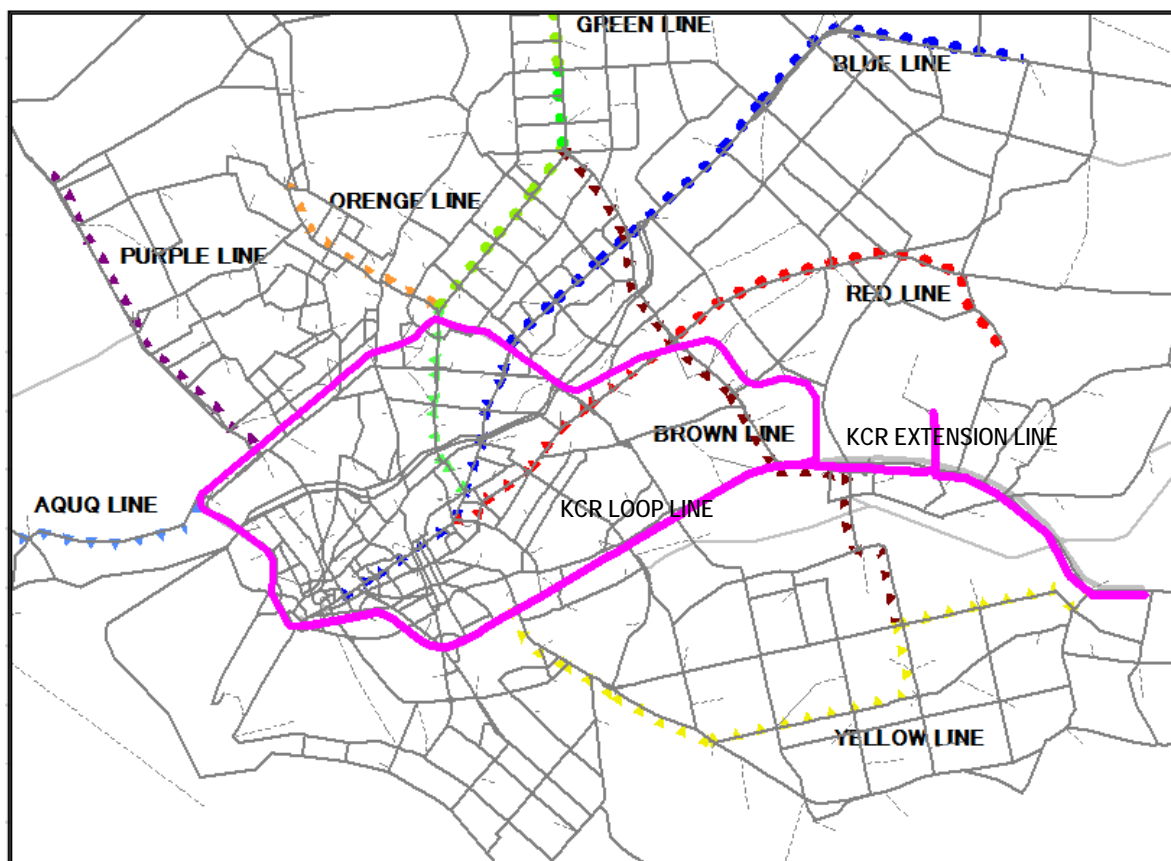 GREEN LINE
BLUE LINE
ORENGE LINE
PURPLE LINE
RED LINE
BROWN LINE
KCR EXTENSION LINE
AQUQ LINE
KCR LOOP LINE
YELLOW LINE